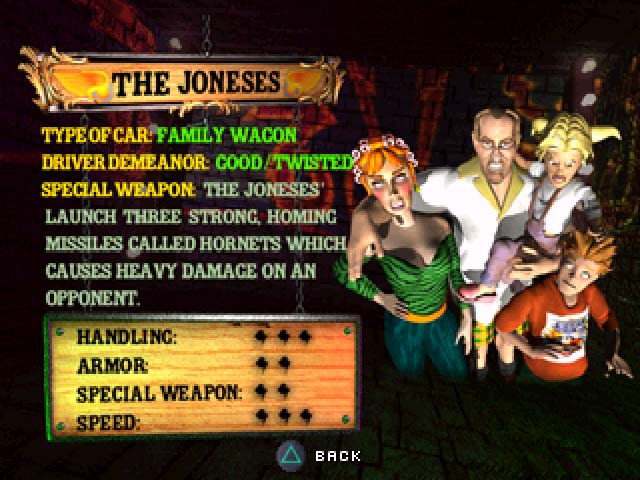 THE JONESES
TYPE OF CAR: FAMILY WAGON
DRIVER DEMEANOR: GOOD / TWISTED
SPECIAL WEAPON: THE JONESES'
LAUNCH THREE STRONG, HOMING
MISSILES CALLED HORNETS WHICH
CAUSES HEAVY DAMAGE ON AN
OPPONENT.
HANDLING:
ARMOR:
SPECIAL WEAPON:
SPEED:
BACK